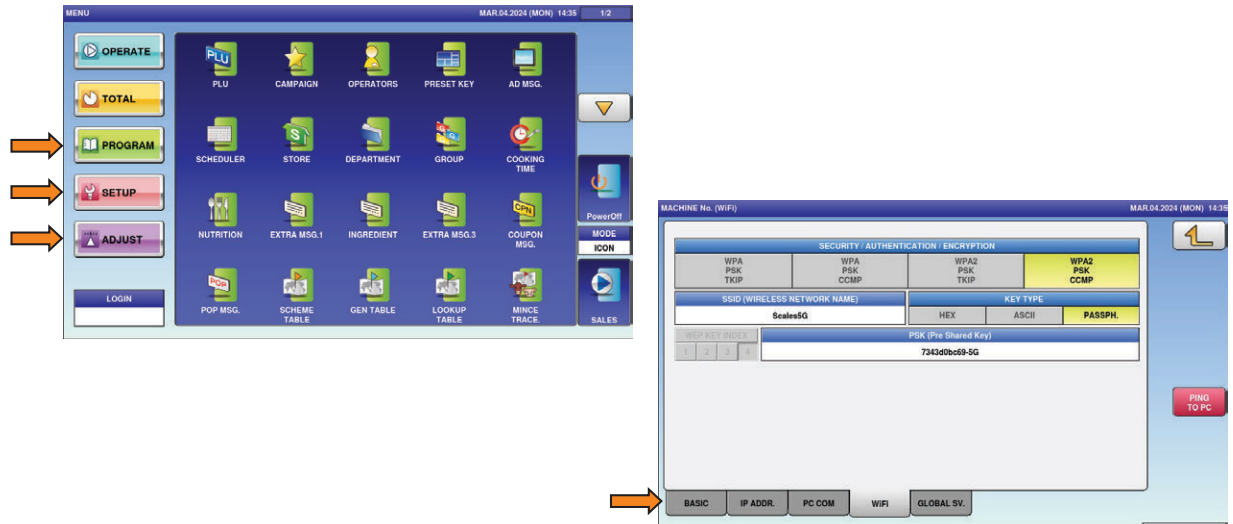 MENU
MAR.04.2024 (MON) 14:35
1/2
OPERATE
TOTAL
PROGRAM
SETUP
ADJUST
LOGIN
PLU
PLU
CAMPAIGN
OPERATORS
PRESET KEY
AD MSG.
SCHEDULER
S
STORE
DEPARTMENT
GROUP
COOKING
TIME
NUTRITION
EXTRA MSG.1
INGREDIENT
EXTRA MSG.3
CPN
COUPON
MSG.
POP
POP MSG.
SCHEME
TABLE
GEN TABLE
LOOKUP
TABLE
MINCE
TRACE.
PowerOff
MODE
ICON
SALES
MACHINE No. (WiFi)
MAR.04.2024 (MON) 14:35
SECURITY / AUTHENTICATION / ENCRYPTION
WPA
PSK
TKIP
WPA
PSK
CCMP
WPA2
PSK
TKIP
WPA2
PSK
CCMP
SSID (WIRELESS NETWORK NAME)
KEY TYPE
Scales5G
HEX
ASCII
PASSPH.
WEP KEY INDEX
PSK (Pre Shared Key)
1 2 3 4
7343d0bc69-5G
PING
TO PC
BASIC
IP ADDR.
PC COM
WiFi
GLOBAL SV.